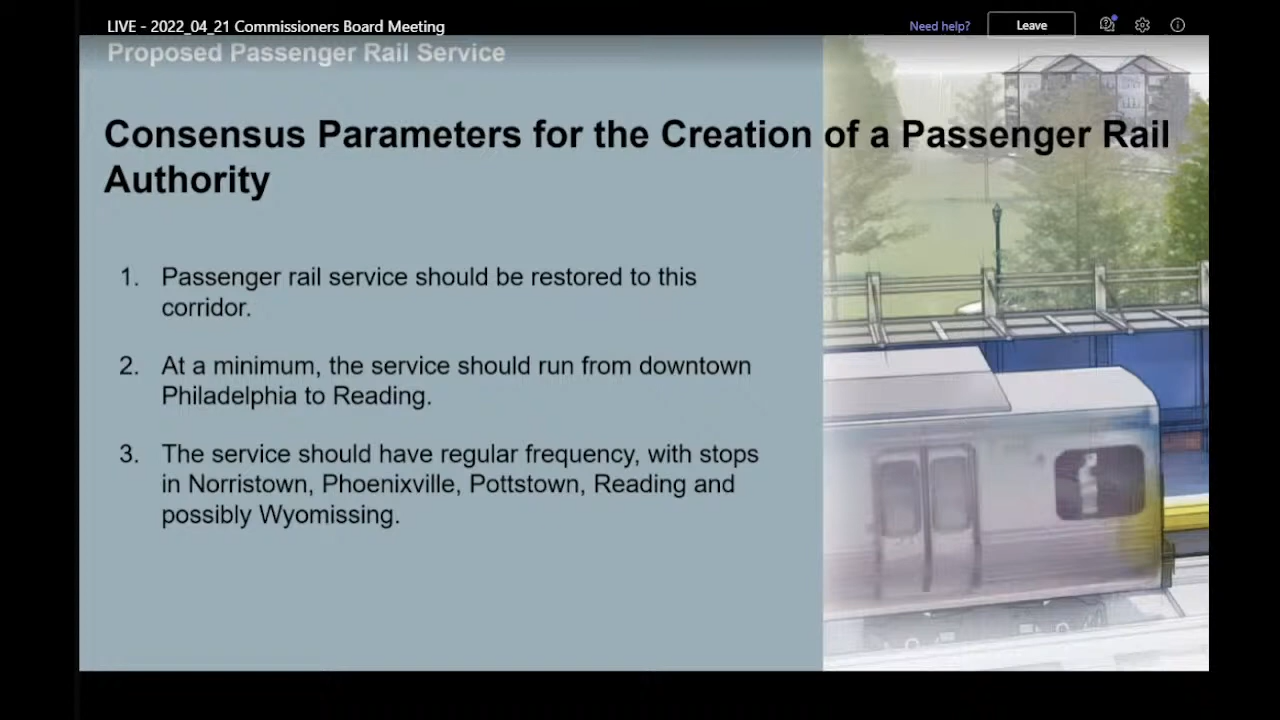 LIVE - 2022_04_21 Commissioners Board Meeting
Need help?
Leave
Proposed Passenger Rail Service
Consensus Parameters for the Creation of a Passenger Rail
Authority
1. Passenger rail service should be restored to this
corridor.
2. At a minimum, the service should run from downtown
Philadelphia to Reading.
3. The service should have regular frequency, with stops
in Norristown, Phoenixville, Pottstown, Reading and
possibly Wyomissing.